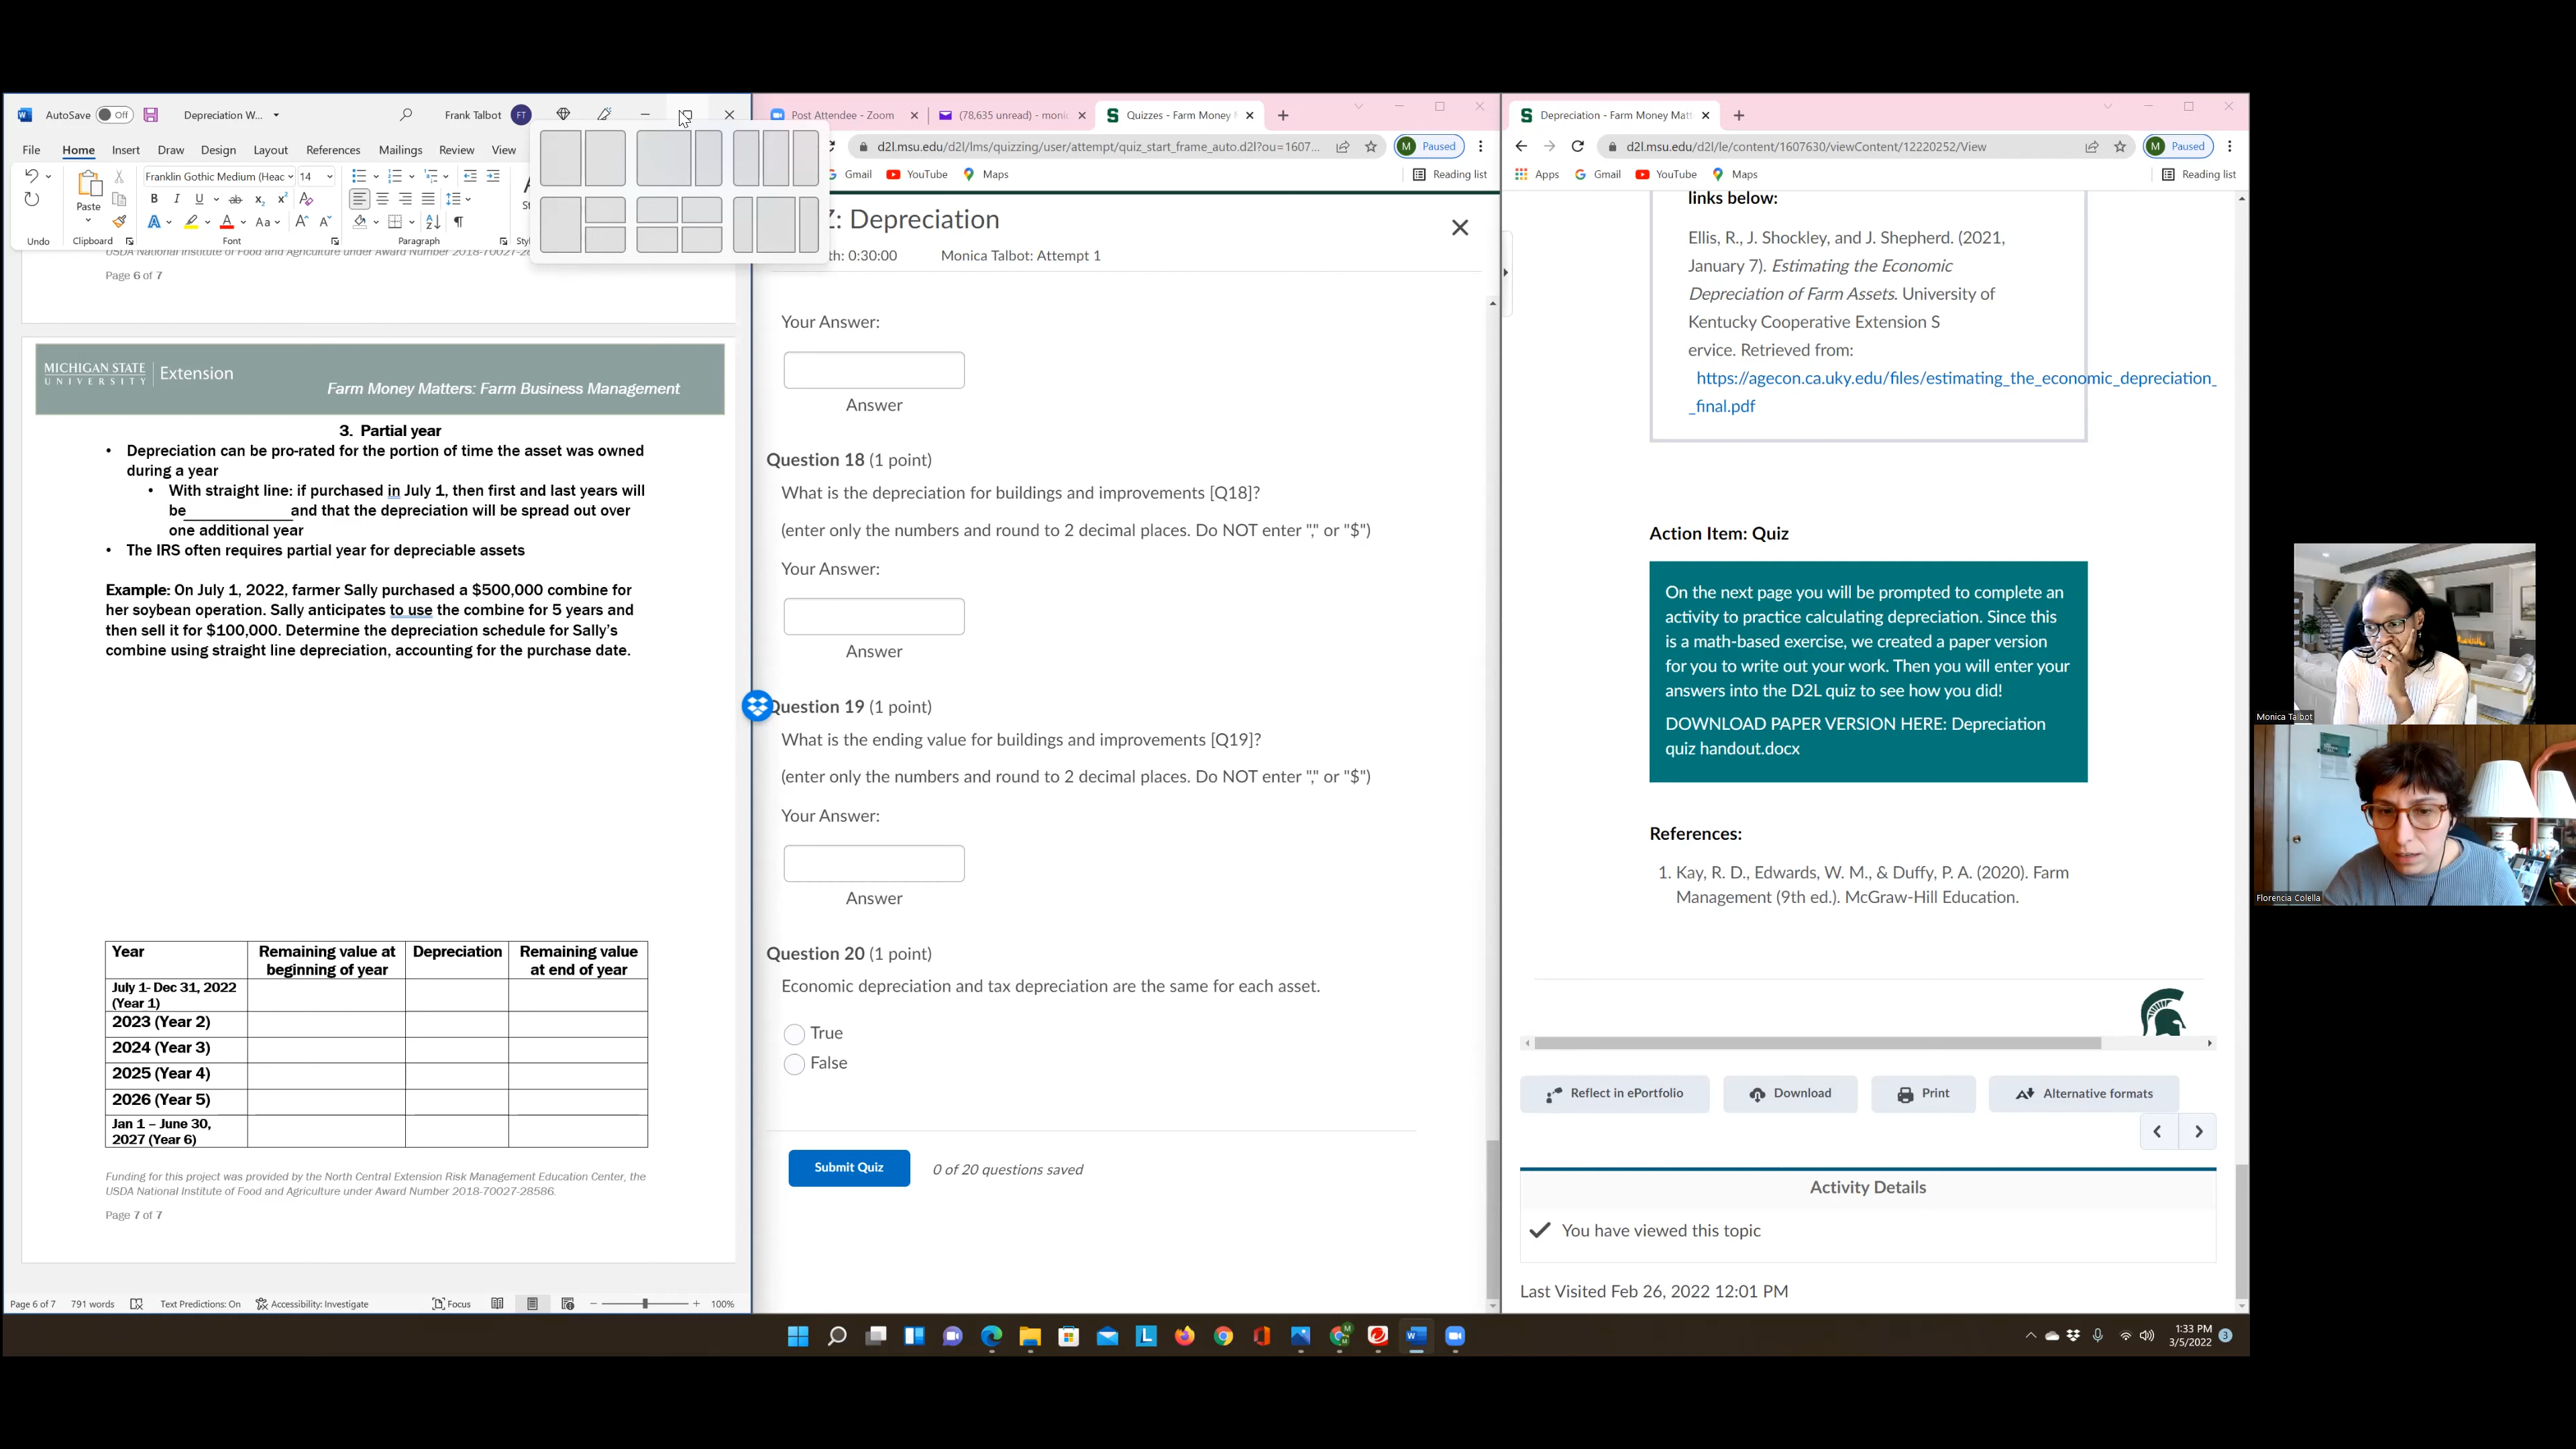 AutoSave Off Depreciation W... Frank Talbot FT
File Home Insert Draw Design Layout References Mailings Review View
Franklin Gothic Medium (Heac 14
Paste
Undo Clipboard Font Paragraph
USDA National Institute of Food and Agriculture under Award Number 2018-70027-28
Page 6 of 7
MICHIGAN STATE
UNIVERSITY Extension
Farm Money Matters: Farm Business Management
3. Partial year
• Depreciation can be pro-rated for the portion of time the asset was owned
during a year
• With straight line: if purchased in July 1, then first and last years will
be_____________and that the depreciation will be spread out over
one additional year
• The IRS often requires partial year for depreciable assets
Example: On July 1, 2022, farmer Sally purchased a $500,000 combine for
her soybean operation. Sally anticipates to use the combine for 5 years and
then sell it for $100,000. Determine the depreciation schedule for Sally's
combine using straight line depreciation, accounting for the purchase date.
Year Remaining value at beginning of year Depreciation Remaining value at end of year
July 1- Dec 31, 2022
(Year 1)
2023 (Year 2)
2024 (Year 3)
2025 (Year 4)
2026 (Year 5)
Jan 1 – June 30,
2027 (Year 6)
Funding for this project was provided by the North Central Extension Risk Management Education Center, the
USDA National Institute of Food and Agriculture under Award Number 2018-70027-28586.
Page 7 of 7
Page 6 of 7 791 words Text Predictions: On Accessibility: Investigate Focus 100%
Post Attendee - Zoom (78,635 unread) - moni Quizzes - Farm Money
d2l.msu.edu/d2l/lms/quizzing/user/attempt/quiz_start_frame_auto.d2l?ou=1607... M Paused
Gmail YouTube Maps Reading list
Z: Depreciation
th: 0:30:00 Monica Talbot: Attempt 1
Your Answer:
Answer
Question 18 (1 point)
What is the depreciation for buildings and improvements [Q18]?
(enter only the numbers and round to 2 decimal places. Do NOT enter "," or "$")
Your Answer:
Answer
Question 19 (1 point)
What is the ending value for buildings and improvements [Q19]?
(enter only the numbers and round to 2 decimal places. Do NOT enter "," or "$")
Your Answer:
Answer
Question 20 (1 point)
Economic depreciation and tax depreciation are the same for each asset.
True
False
Submit Quiz 0 of 20 questions saved
Depreciation - Farm Money Matt
d2l.msu.edu/d2l/le/content/1607630/viewContent/12220252/View M Paused
Apps Gmail YouTube Maps Reading list
links below:
Ellis, R., J. Shockley, and J. Shepherd. (2021,
January 7). Estimating the Economic
Depreciation of Farm Assets. University of
Kentucky Cooperative Extension S
ervice. Retrieved from:
https://agecon.ca.uky.edu/files/estimating_the_economic_depreciation_
_final.pdf
Action Item: Quiz
On the next page you will be prompted to complete an
activity to practice calculating depreciation. Since this
is a math-based exercise, we created a paper version
for you to write out your work. Then you will enter your
answers into the D2L quiz to see how you did!
DOWNLOAD PAPER VERSION HERE: Depreciation
quiz handout.docx
References:
1. Kay, R. D., Edwards, W. M., & Duffy, P. A. (2020). Farm
Management (9th ed.). McGraw-Hill Education.
Reflect in ePortfolio Download Print Alternative formats
Activity Details
You have viewed this topic
Last Visited Feb 26, 2022 12:01 PM
1:33 PM
3/5/2022 3
Monica Talbot
Florencia Colella